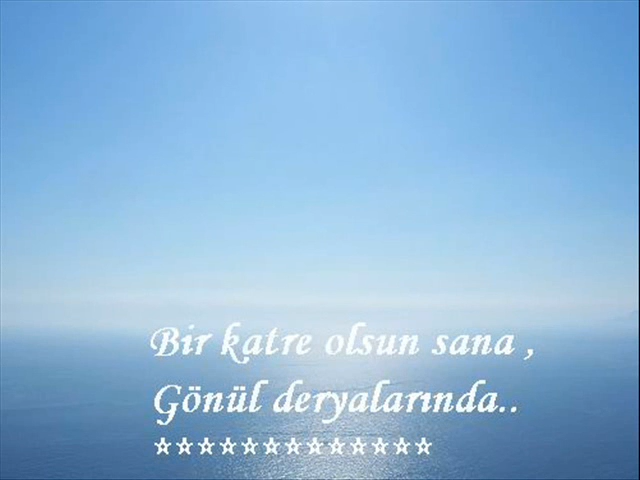 Bir katre olsun sana ,
Gönül deryalarında..
☆☆☆☆☆☆☆☆☆☆☆☆☆